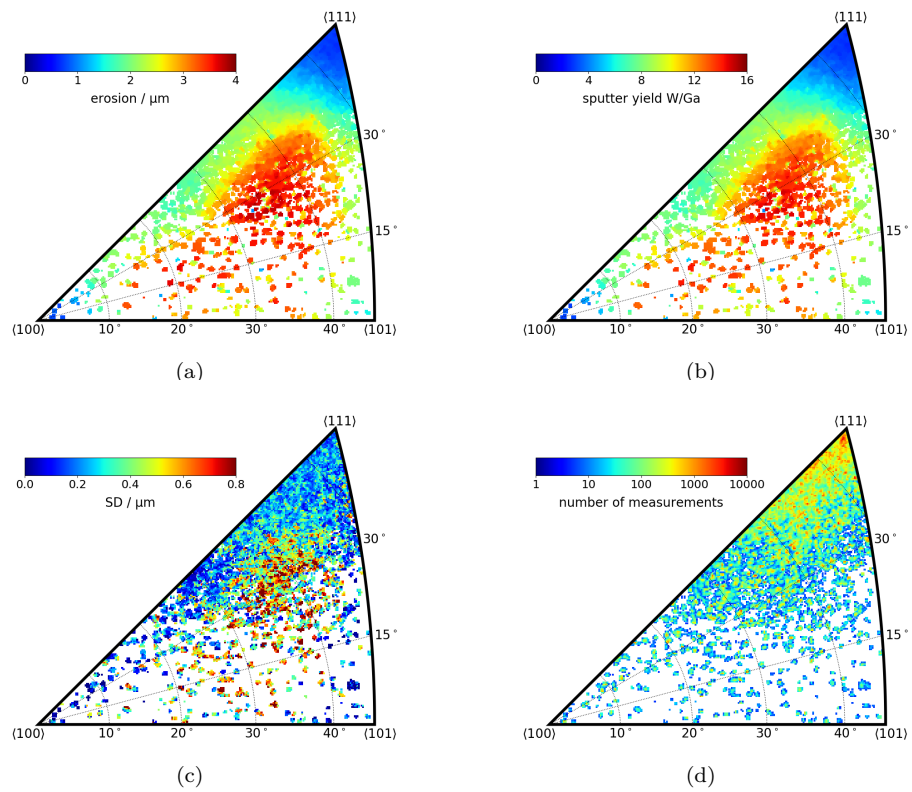 ⟨111⟩
0 1 2 3 4
erosion / μm
30°
15°
⟨100⟩ 10° 20° 30° 40° ⟨101⟩
(a)
⟨111⟩
0 4 8 12 16
sputter yield W/Ga
30°
15°
⟨100⟩ 10° 20° 30° 40° ⟨101⟩
(b)
⟨111⟩
0.0 0.2 0.4 0.6 0.8
SD / μm
30°
15°
⟨100⟩ 10° 20° 30° 40° ⟨101⟩
(c)
⟨111⟩
1 10 100 1000 10000
number of measurements
30°
15°
⟨100⟩ 10° 20° 30° 40° ⟨101⟩
(d)